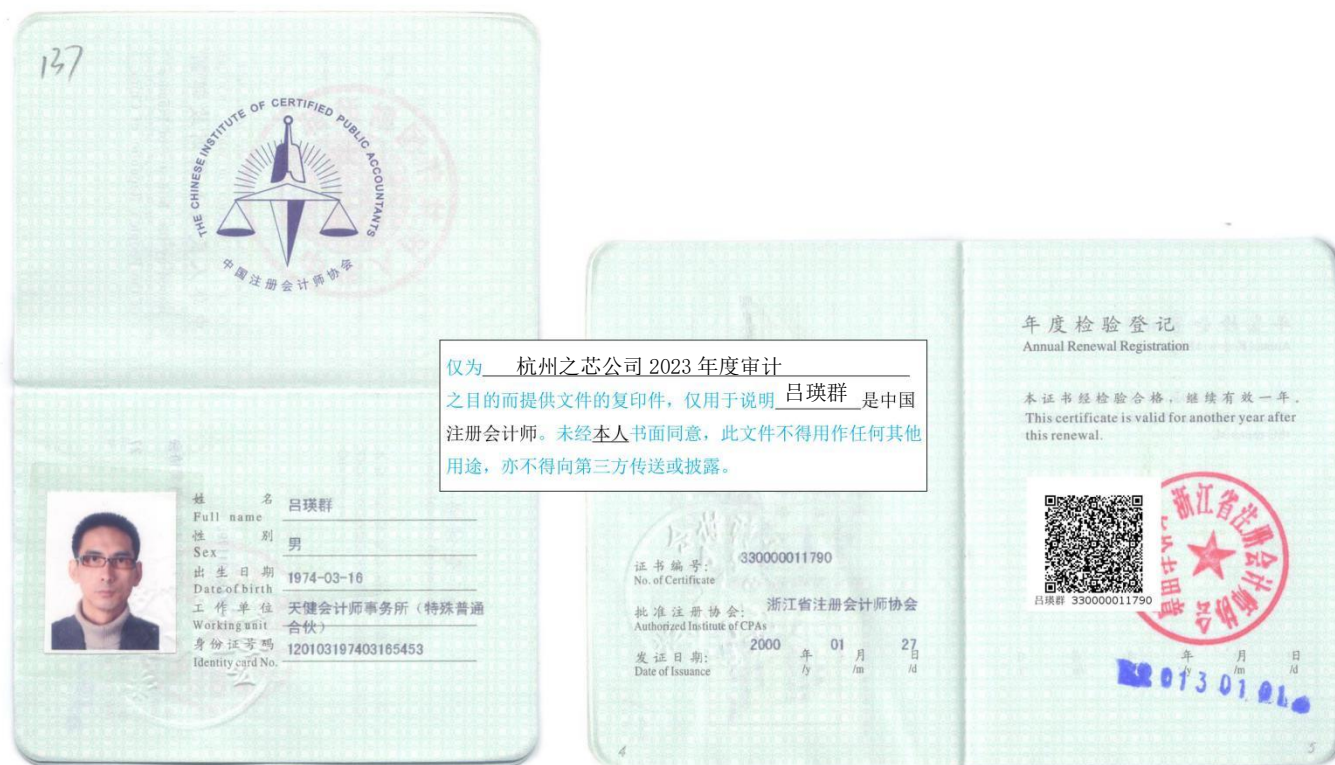 137
THE CHINESE INSTITUTE OF CERTIFIED PUBLIC ACCOUNTANTS
中国注册会计师协会
姓 名 吕瑛群
Full name
性 别 男
Sex
出生日期 1974-03-16
Date of birth
工作单位 天健会计师事务所（特殊普通
Working unit 合伙）
身份证号码 120103197403165453
Identity card No.
仅为 杭州之芯公司 2023 年度审计
之目的而提供文件的复印件，仅用于说明 吕瑛群 是中国
注册会计师。未经本人书面同意，此文件不得用作任何其他
用途，亦不得向第三方传送或披露。
证书编号: 330000011790
No. of Certificate
批准注册协会: 浙江省注册会计师协会
Authorized Institute of CPAs
发证日期: 2000 年 01 月 27 日
Date of Issuance /y /m /d
4
年度检验登记
Annual Renewal Registration
本证书经检验合格，继续有效一年。
This certificate is valid for another year after
this renewal.
浙江省注册会计师协会
吕瑛群 330000011790
年 月 日
/y /m /d
2013 01 01
5